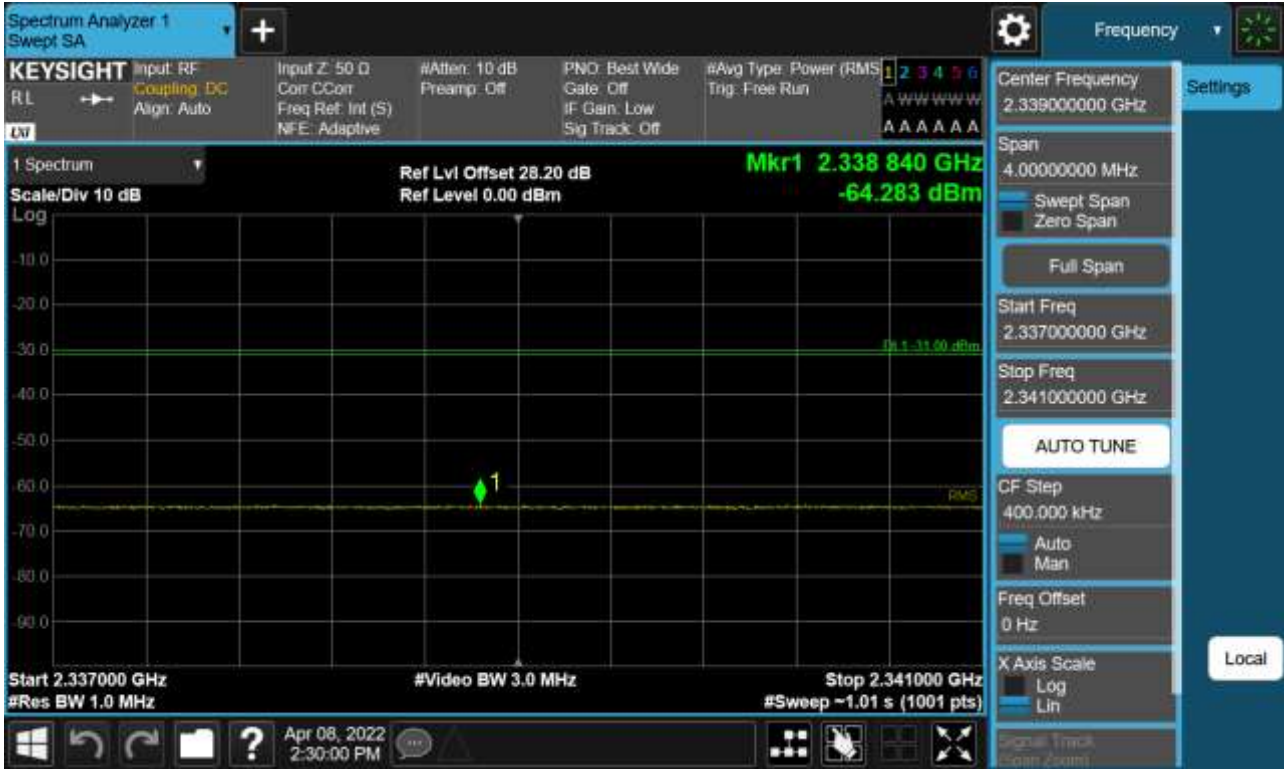 Spectrum Analyzer 1
Swept SA
+
Frequency
KEYSIGHT
RL
LXI
Input: RF
Coupling: DC
Align: Auto
Input Z: 50 Ω
Corr CCorr
Freq Ref: Int (S)
NFE: Adaptive
#Atten: 10 dB
Preamp: Off
PNO: Best Wide
Gate: Off
IF Gain: Low
Sig Track: Off
#Avg Type: Power (RMS
Trig: Free Run
1 2 3 4 5 6
A W W W W W
A A A A A A
1 Spectrum
Scale/Div 10 dB
Log
Ref Lvl Offset 28.20 dB
Ref Level 0.00 dBm
Mkr1 2.338 840 GHz
-64.283 dBm
-10.0
-20.0
-30.0
DL1 -31.00 dBm
-40.0
-50.0
-60.0
1
RMS
-70.0
-80.0
-90.0
Start 2.337000 GHz
#Res BW 1.0 MHz
#Video BW 3.0 MHz
Stop 2.341000 GHz
#Sweep ~1.01 s (1001 pts)
Center Frequency
2.339000000 GHz
Span
4.00000000 MHz
Swept Span
Zero Span
Full Span
Start Freq
2.337000000 GHz
Stop Freq
2.341000000 GHz
AUTO TUNE
CF Step
400.000 kHz
Auto
Man
Freq Offset
0 Hz
X Axis Scale
Log
Lin
Signal Track
(Span Zoom)
Settings
Local
?
Apr 08, 2022
2:30:00 PM